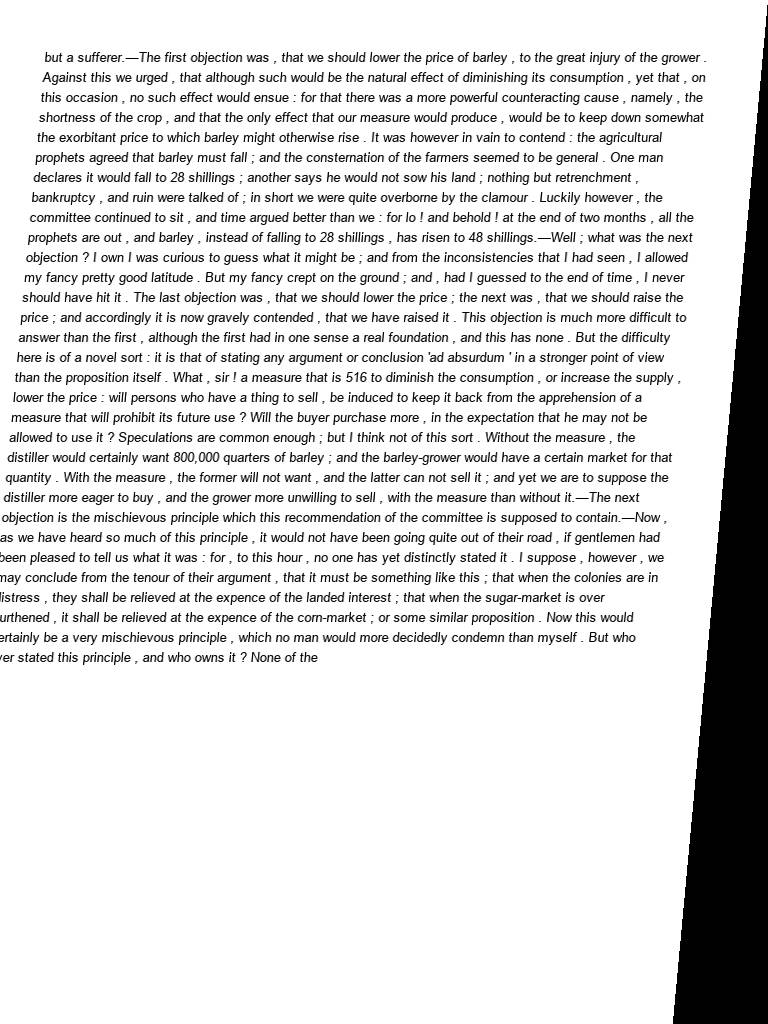 but a sufferer.—The first objection was , that we should lower the price of barley , to the great injury of the grower .
Against this we urged , that although such would be the natural effect of diminishing its consumption , yet that , on
this occasion , no such effect would ensue : for that there was a more powerful counteracting cause , namely , the
shortness of the crop , and that the only effect that our measure would produce , would be to keep down somewhat
the exorbitant price to which barley might otherwise rise . It was however in vain to contend : the agricultural
prophets agreed that barley must fall ; and the consternation of the farmers seemed to be general . One man
declares it would fall to 28 shillings ; another says he would not sow his land ; nothing but retrenchment ,
bankruptcy , and ruin were talked of ; in short we were quite overborne by the clamour . Luckily however , the
committee continued to sit , and time argued better than we : for lo ! and behold ! at the end of two months , all the
prophets are out , and barley , instead of falling to 28 shillings , has risen to 48 shillings.—Well ; what was the next
objection ? I own I was curious to guess what it might be ; and from the inconsistencies that I had seen , I allowed
my fancy pretty good latitude . But my fancy crept on the ground ; and , had I guessed to the end of time , I never
should have hit it . The last objection was , that we should lower the price ; the next was , that we should raise the
price ; and accordingly it is now gravely contended , that we have raised it . This objection is much more difficult to
answer than the first , although the first had in one sense a real foundation , and this has none . But the difficulty
here is of a novel sort : it is that of stating any argument or conclusion 'ad absurdum ' in a stronger point of view
than the proposition itself . What , sir ! a measure that is 516 to diminish the consumption , or increase the supply ,
lower the price : will persons who have a thing to sell , be induced to keep it back from the apprehension of a
measure that will prohibit its future use ? Will the buyer purchase more , in the expectation that he may not be
allowed to use it ? Speculations are common enough ; but I think not of this sort . Without the measure , the
distiller would certainly want 800,000 quarters of barley ; and the barley-grower would have a certain market for that
quantity . With the measure , the former will not want , and the latter can not sell it ; and yet we are to suppose the
distiller more eager to buy , and the grower more unwilling to sell , with the measure than without it.—The next
objection is the mischievous principle which this recommendation of the committee is supposed to contain.—Now ,
as we have heard so much of this principle , it would not have been going quite out of their road , if gentlemen had
been pleased to tell us what it was : for , to this hour , no one has yet distinctly stated it . I suppose , however , we
may conclude from the tenour of their argument , that it must be something like this ; that when the colonies are in
distress , they shall be relieved at the expence of the landed interest ; that when the sugar-market is over
urthened , it shall be relieved at the expence of the corn-market ; or some similar proposition . Now this would
ertainly be a very mischievous principle , which no man would more decidedly condemn than myself . But who
ver stated this principle , and who owns it ? None of the